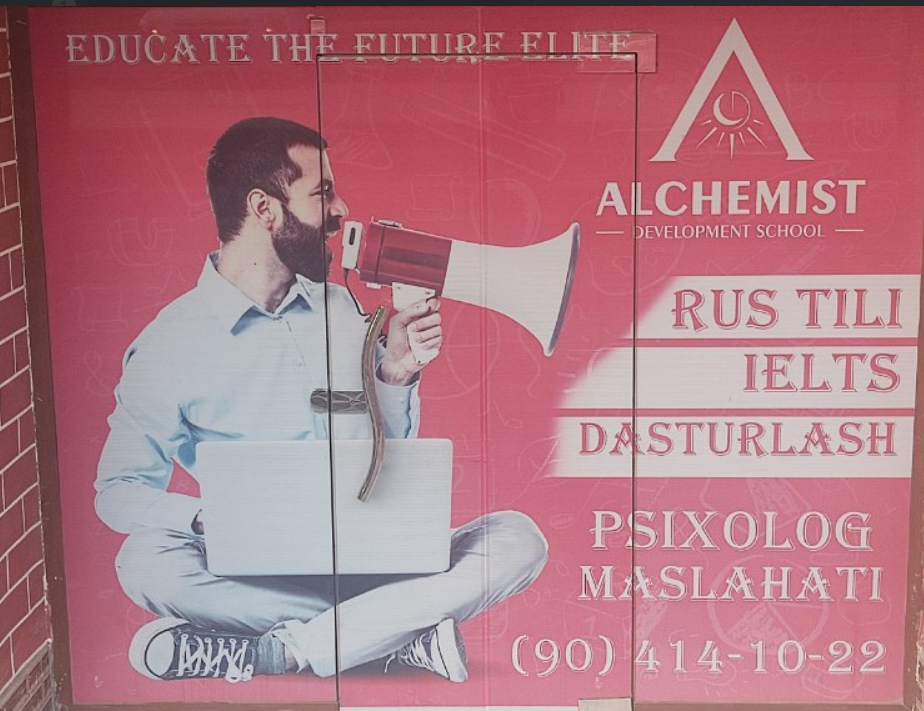 EDUCATE THE FUTURE ELITE
ALCHEMIST
DEVELOPMENT SCHOOL
RUS TILI
IELTS
DASTURLASH
PSIXOLOG
MASLAHATI
(90) 414-10-22